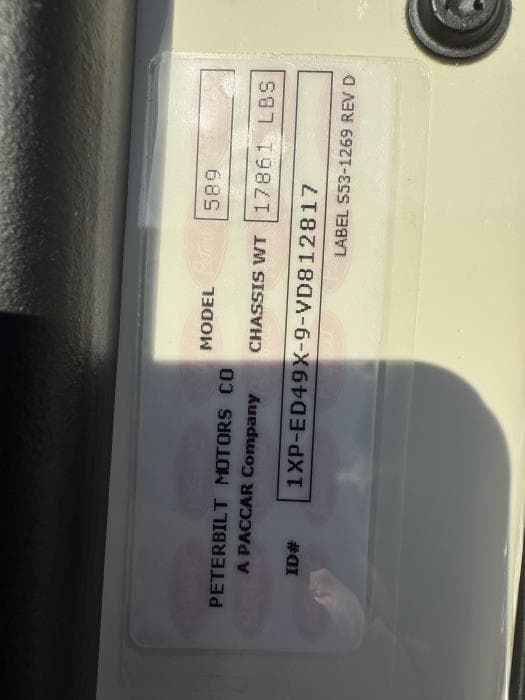 PETERBILT MOTORS CO MODEL 589
A PACCAR Company CHASSIS WT 17861 LBS
ID# 1XP-ED49X-9-VD812817
LABEL S53-1269 REV D